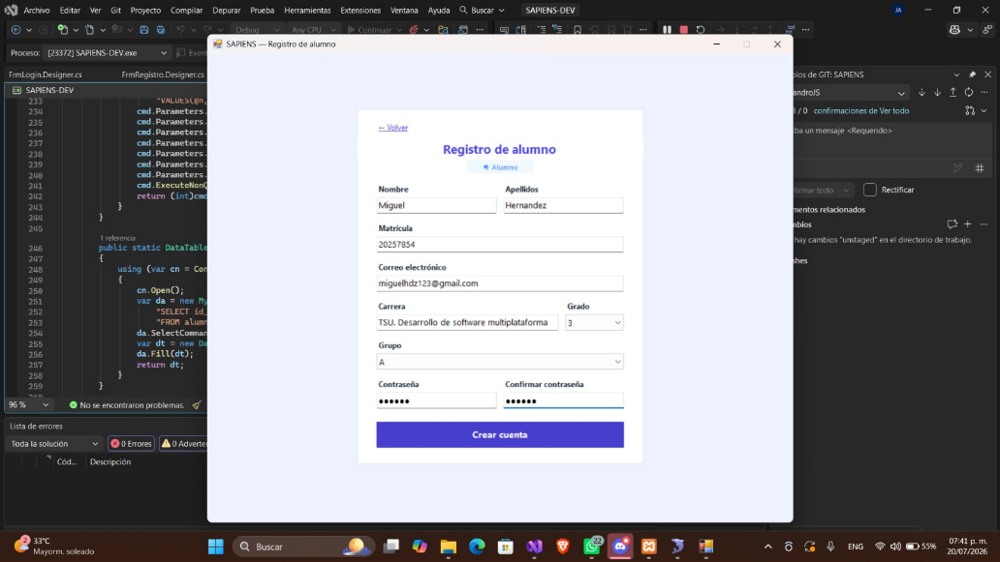 Archivo Editar Ver Git Proyecto Compilar Depurar Prueba Herramientas Extensiones Ventana Ayuda Buscar SAPIENS-DEV JA
Debug Any CPU Continuar
Proceso: [23372] SAPIENS-DEV.exe
FrmLogin.Designer.cs FrmRegistro.Designer.cs
SAPIENS-DEV
233 "VALUES(@n,
234 cmd.Parameters.
235 cmd.Parameters.
236 cmd.Parameters.
237 cmd.Parameters.
238 cmd.Parameters.
239 cmd.Parameters.
240 cmd.Parameters.
241 cmd.ExecuteNonQ
242 return (int)cmd
243 }
244 }
245
1 referencia
246 public static DataTable
247 {
248 using (var cn = Con
249 {
250 cn.Open();
251 var da = new My
252 "SELECT id_
253 "FROM alumn
254 da.SelectComman
255 var dt = new Da
256 da.Fill(dt);
257 return dt;
258 }
259 }
96 % No se encontraron problemas.
Lista de errores
Toda la solución 0 Errores 0 Adverte
Cód... Descripción
SAPIENS — Registro de alumno
← Volver
Registro de alumno
Alumno
Nombre Apellidos
Miguel Hernandez
Matrícula
20257854
Correo electrónico
miguelhdz123@gmail.com
Carrera Grado
TSU. Desarrollo de software multiplataforma 3
Grupo
A
Contraseña Confirmar contraseña
●●●●●● ●●●●●●
Crear cuenta
bios de GIT: SAPIENS
androJS
/ 0 confirmaciones de Ver todo
ba un mensaje <Requerido>
firmar todo Rectificar
mentos relacionados
mbios
hay cambios "unstaged" en el directorio de trabajo.
shes
2 33°C
Mayorm. soleado
Buscar
22
ENG 55% 07:41 p. m.
20/07/2026